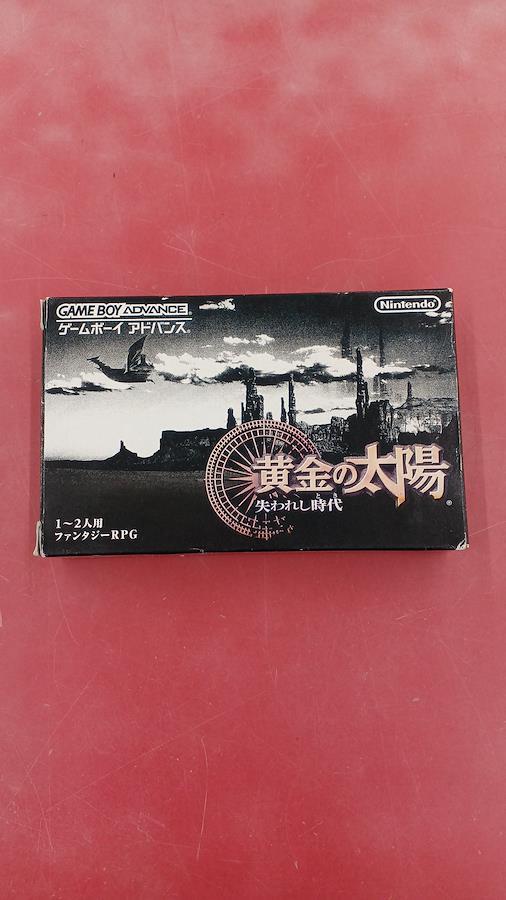 GAME BOY ADVANCE
ゲームボーイ アドバンス
Nintendo
黄金の太陽
失われし時代
とき
1〜2人用
ファンタジーRPG